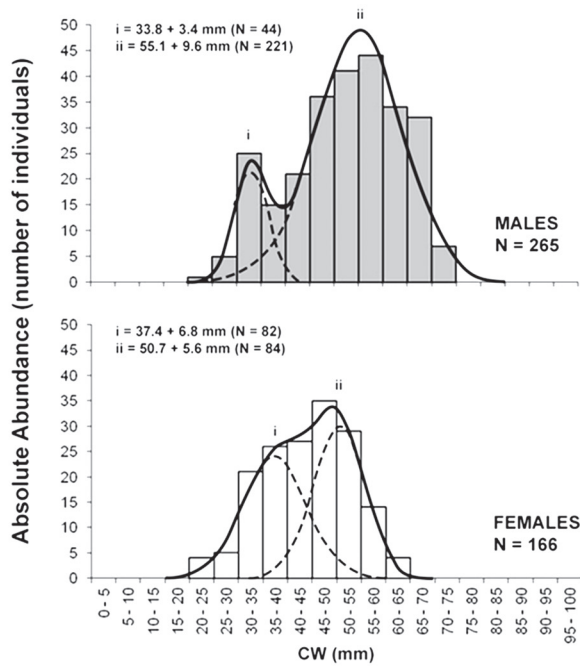 Absolute Abundance (number of individuals)
50
45
40
35
30
25
20
15
10
5
0
i = 33.8 + 3.4 mm (N = 44)
ii = 55.1 + 9.6 mm (N = 221)
i
ii
MALES
N = 265
50
45
40
35
30
25
20
15
10
5
0
i = 37.4 + 6.8 mm (N = 82)
ii = 50.7 + 5.6 mm (N = 84)
i
ii
FEMALES
N = 166
0 - 5
5 - 10
10 - 15
15 - 20
20 - 25
25 - 30
30 - 35
35 - 40
40 - 45
45 - 50
50 - 55
55 - 60
60 - 65
65 - 70
70 - 75
75 - 80
80 - 85
85 - 90
90 - 95
95 - 100
CW (mm)